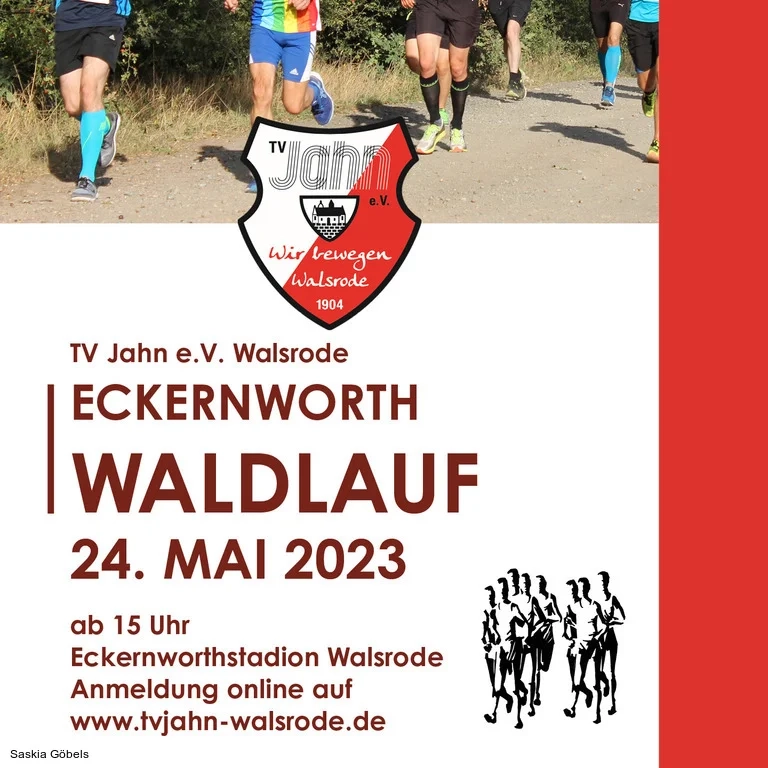 TV
Jahn
e.V.
Wir bewegen
Walsrode
1904
TV Jahn e.V. Walsrode
ECKERNWORTH
WALDLAUF
24. MAI 2023
ab 15 Uhr
Eckernworthstadion Walsrode
Anmeldung online auf
www.tvjahn-walsrode.de
Saskia Göbels